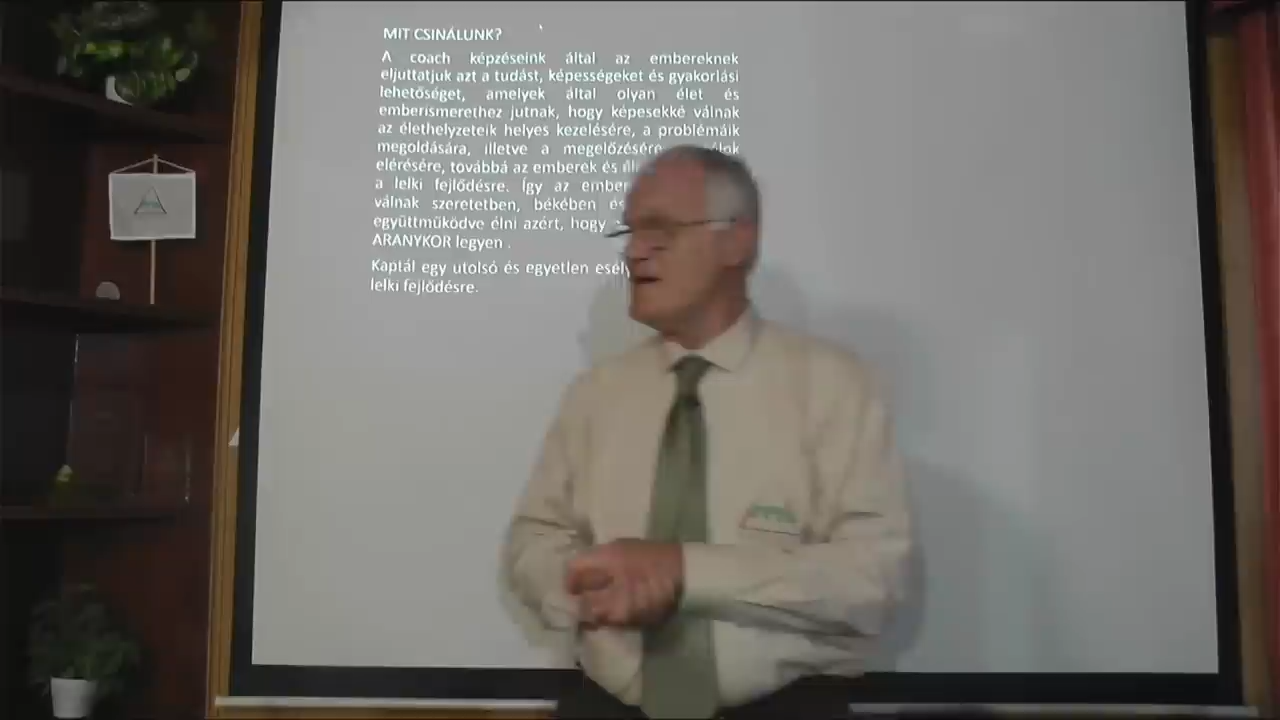 MIT CSINÁLUNK?
A coach képzéseink által az embereknek
eljuttatjuk azt a tudást, képességeket és gyakorlási
lehetőséget, amelyek által olyan élet és
emberismerethez jutnak, hogy képesekké válnak
az élethelyzeteik helyes kezelésére, a problémáik
megoldására, illetve a megelőzésére
elérésére, továbbá az emberek és
a lelki fejlődésre. Így az ember
válnak szeretetben, békében és
együttműködve élni azért, hogy
ARANYKOR legyen .
Kaptál egy utolsó és egyetlen esély
lelki fejlődésre.